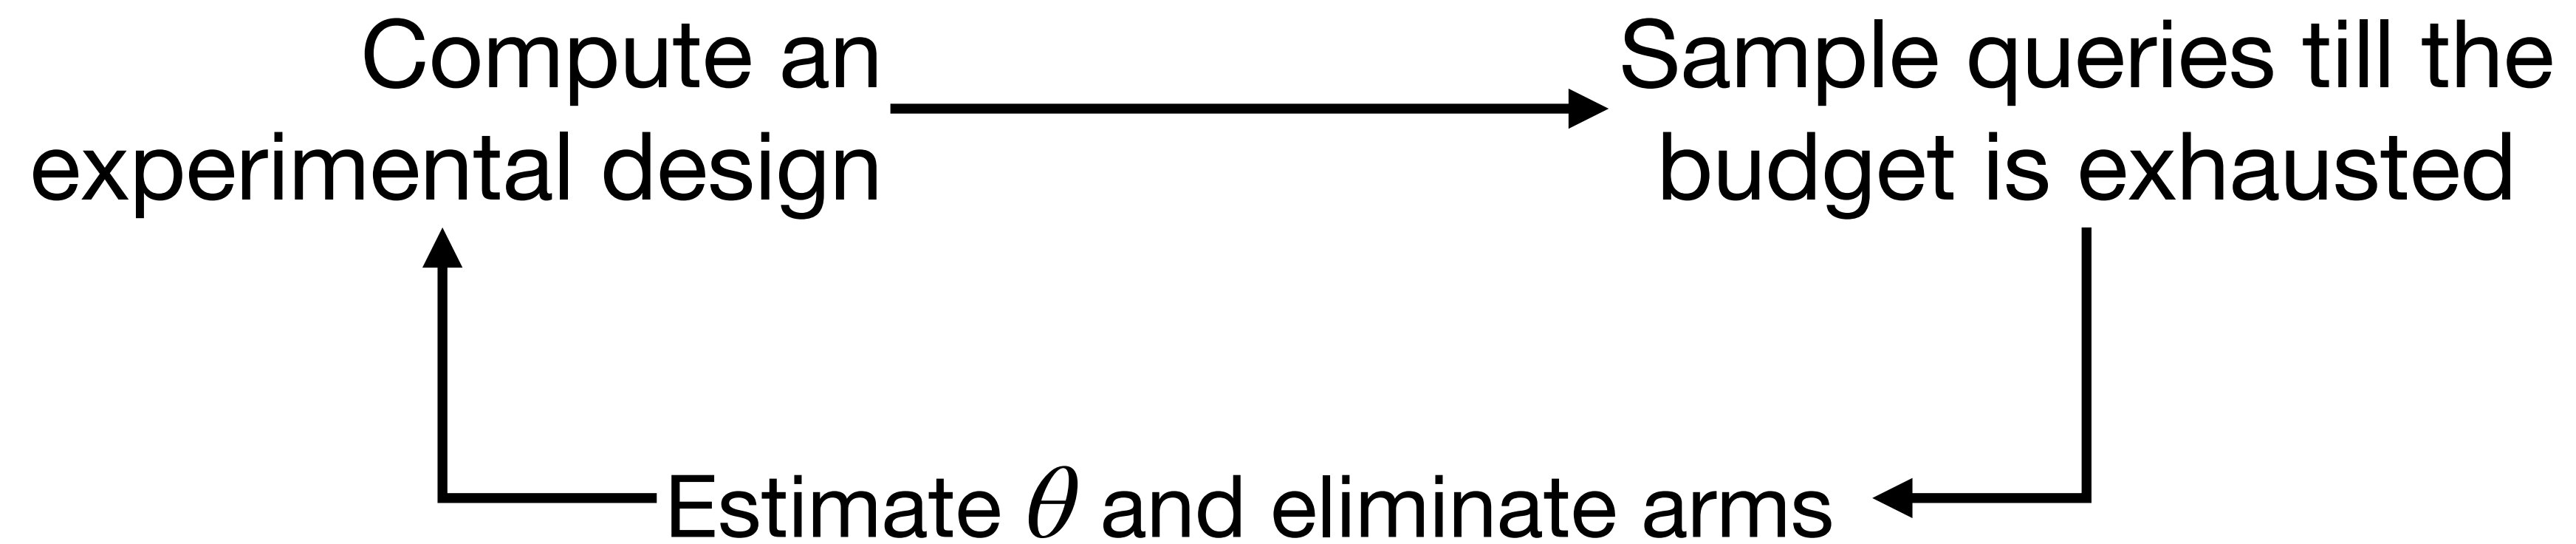 Compute an
experimental design
Sample queries till the
budget is exhausted
Estimate θ and eliminate arms